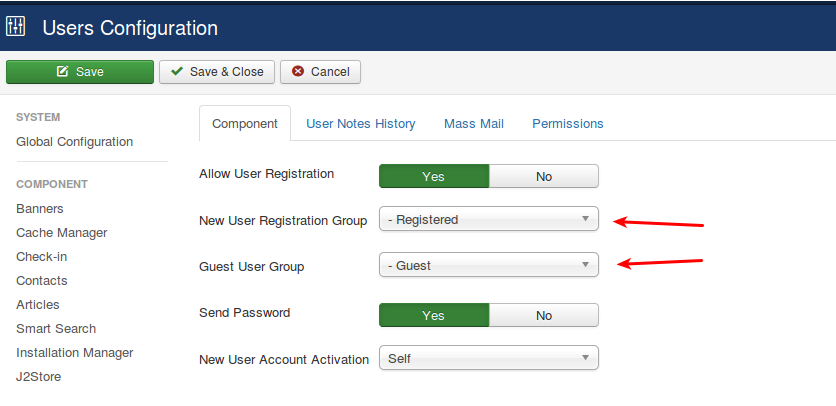 Users Configuration
Save
Save & Close
Cancel
SYSTEM
Global Configuration
COMPONENT
Banners
Cache Manager
Check-in
Contacts
Articles
Smart Search
Installation Manager
J2Store
Component
User Notes History
Mass Mail
Permissions
Allow User Registration
Yes
No
New User Registration Group
- Registered
Guest User Group
- Guest
Send Password
Yes
No
New User Account Activation
Self